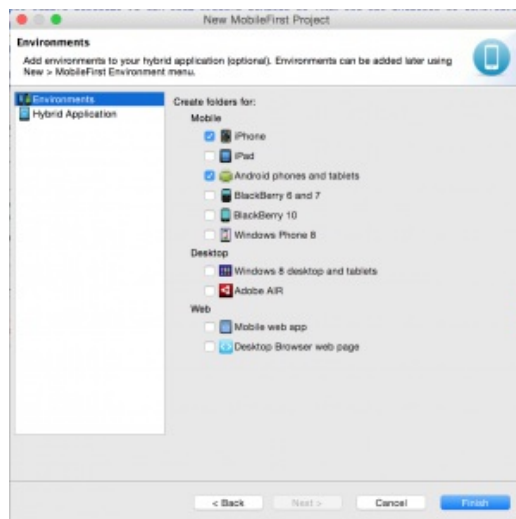 New MobileFirst Project
Environments
Add environments to your hybrid application (optional). Environments can be added later using
New > MobileFirst Environment menu.
Environments
Hybrid Application
Create folders for:
Mobile
iPhone
iPad
Android phones and tablets
BlackBerry 6 and 7
BlackBerry 10
Windows Phone 8
Desktop
Windows 8 desktop and tablets
Adobe AIR
Web
Mobile web app
Desktop Browser web page
< Back
Next >
Cancel
Finish